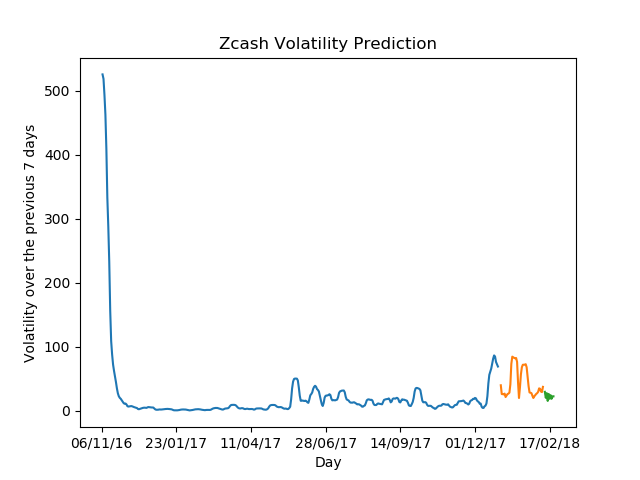 Zcash Volatility Prediction
Volatility over the previous 7 days
500
400
300
200
100
0
06/11/16 23/01/17 11/04/17 28/06/17 14/09/17 01/12/17 17/02/18
Day